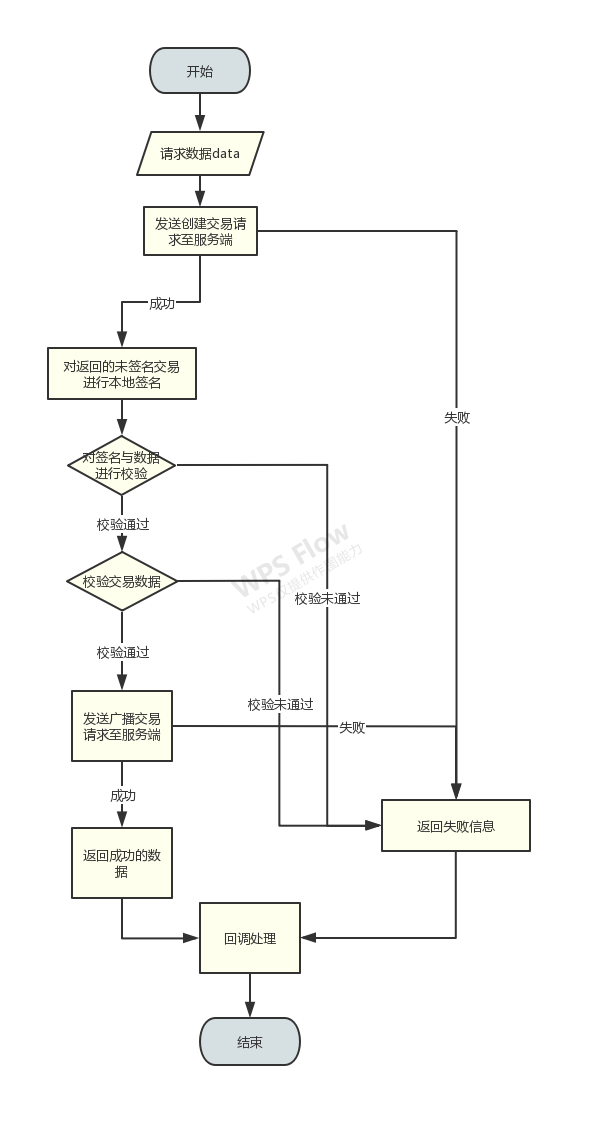 开始
请求数据data
发送创建交易请
求至服务端
成功
对返回的未签名交易
进行本地签名
失败
对签名与数据
进行校验
校验通过
WPS Flow
WPS仅提供作图能力
校验交易数据
校验未通过
校验通过
校验未通过
发送广播交易
请求至服务端
失败
成功
返回失败信息
返回成功的数
据
回调处理
结束